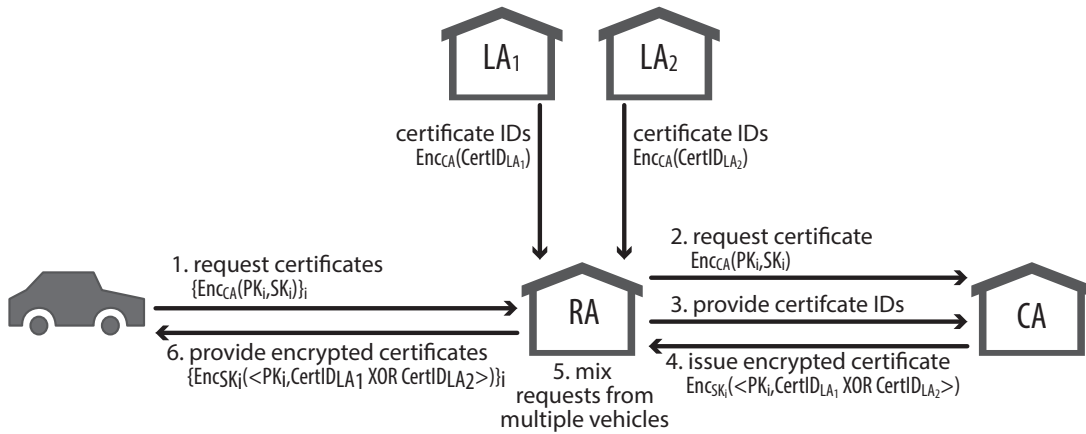 LA1
LA2
certificate IDs
EncCA(CertIDLA1)
certificate IDs
EncCA(CertIDLA2)
1. request certificates
{EncCA(PKi,SKi)}i
2. request certificate
EncCA(PKi,SKi)
RA
3. provide certifcate IDs
CA
6. provide encrypted certificates
{EncSKi(<PKi,CertIDLA1 XOR CertIDLA2>)}i
4. issue encrypted certificate
EncSKi(<PKi,CertIDLA1 XOR CertIDLA2>)
5. mix
requests from
multiple vehicles